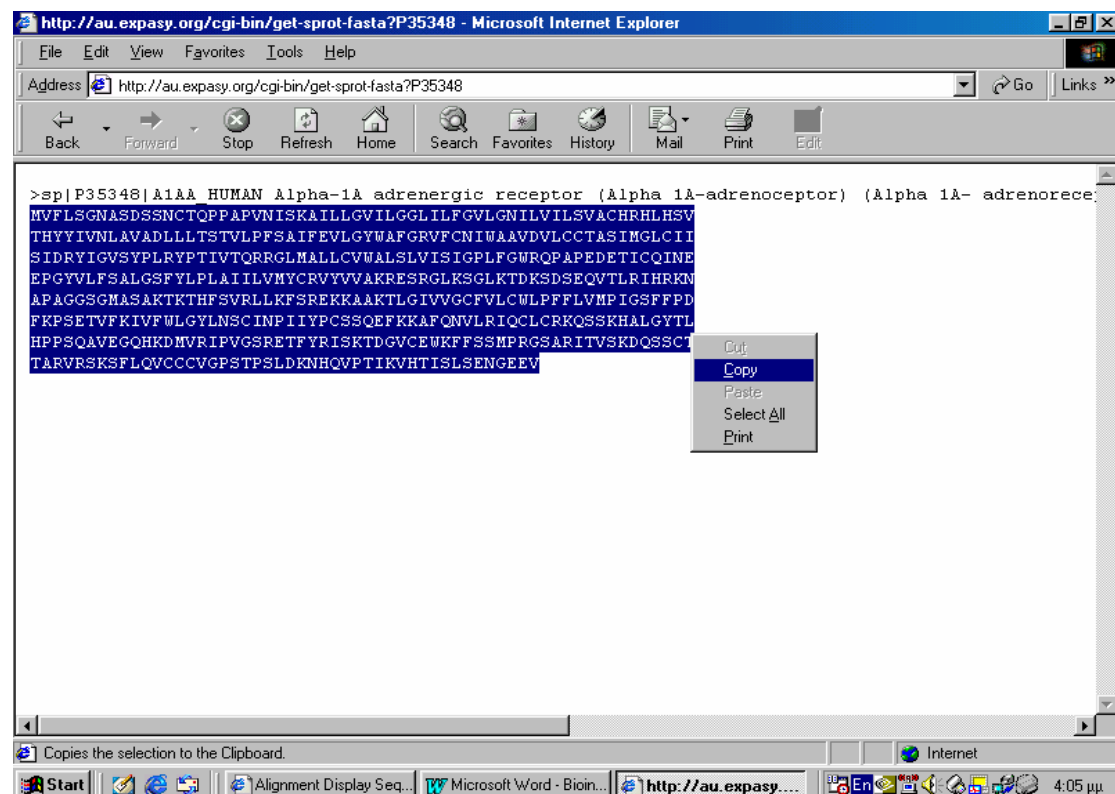 http://au.expasy.org/cgi-bin/get-sprot-fasta?P35348 - Microsoft Internet Explorer
File Edit View Favorites Tools Help
Address http://au.expasy.org/cgi-bin/get-sprot-fasta?P35348 Go Links »
Back Forward Stop Refresh Home Search Favorites History Mail Print Edit
>sp|P35348|A1AA_HUMAN Alpha-1A adrenergic receptor (Alpha 1A-adrenoceptor) (Alpha 1A- adrenorece
MVFLSGNASDSSNCTQPPAPVNISKAILLGVILGGLILFGVLGNILVILSVACHRHLHSV
THYYIVNLAVADLLLTSTVLPFSAIFEVLGYWAFGRVFCNIWAAVDVLCCTASIMGLCII
SIDRYIGVSYPLRYPTIVTQRRGLMALLCVWALSLVISIGPLFGWRQPAPEDETICQINE
EPGYVLFSALGSFYLPLAIILVMYCRVYVVAKRESRGLKSGLKTDKSDSEQVTLRIHRKN
APAGGSGMASAKTKTHFSVRLLKFSREKKAAKTLGIVVGCFVLCWLPFFLVMPIGSFFPD
FKPSETVFKIVFWLGYLNSCINPIIYPCSSQEFKKAFQNVLRIQCLCRKQSSKHALGYTL
HPPSQAVEGQHKDMVRIPVGSRETFYRISKTDGVCEWKFFSSMPRGSARITVSKDQSSCT
TARVRSKSFLQVCCCVGPSTPSLDKNHQVPTIKVHTISLSENGEEV
Cut
Copy
Paste
Select All
Print
Copies the selection to the Clipboard. Internet
Start Alignment Display Seq... Microsoft Word - Bioin... http://au.expasy.... En 4:05 μμ